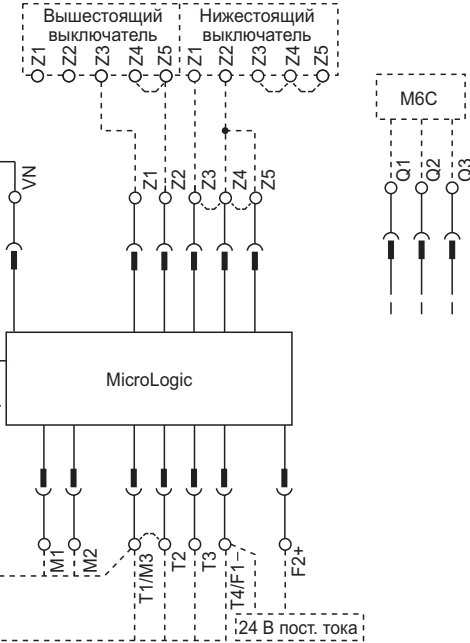 Вышестоящий
выключатель
Нижестоящий
выключатель
Z1
Z2
Z3
Z4
Z5
Z1
Z2
Z3
Z4
Z5
M6C
VN
Z1
Z2
Z3
Z4
Z5
Q1
Q2
Q3
MicroLogic
M1
M2
T1/M3
T2
T3
T4/F1–
F2+
24 В пост. тока